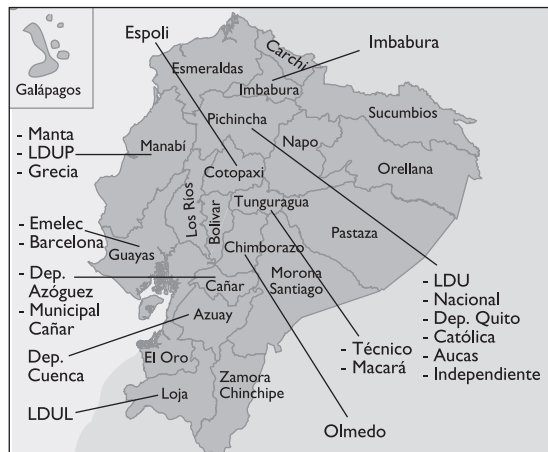 Espoli
Imbabura
Galápagos
Esmeraldas
Carchi
Imbabura
Sucumbios
Pichincha
- Manta
- LDUP
- Grecia
Manabí
Napo
Orellana
Cotopaxi
Los Ríos
Bolivar
Tunguragua
Pastaza
- Emelec
- Barcelona
Guayas
Chimborazo
Morona
Santiago
- Dep.
Azóguez
- Municipal
Cañar
Cañar
Azuay
- LDU
- Nacional
- Dep. Quito
- Católica
- Aucas
- Independiente
Dep.
Cuenca
El Oro
- Técnico
- Macará
Zamora
Chinchipe
LDUL
Loja
Olmedo